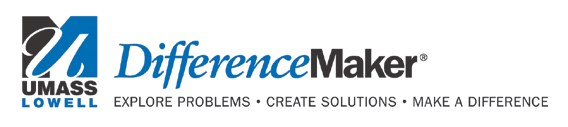 UMASS
LOWELL
DifferenceMaker®
EXPLORE PROBLEMS • CREATE SOLUTIONS • MAKE A DIFFERENCE